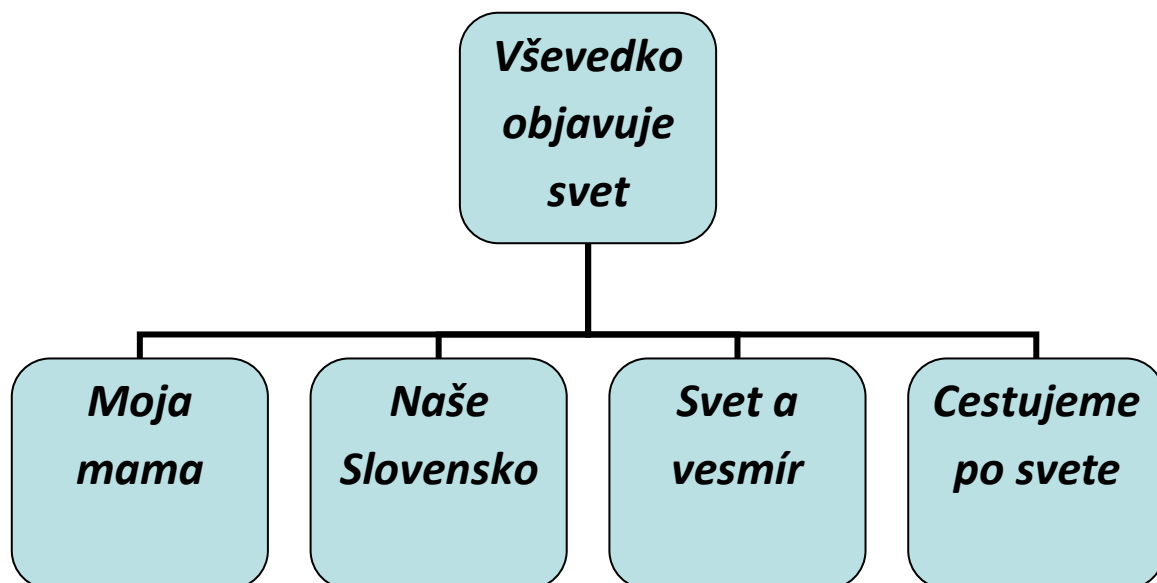 Vševedko
objavuje
svet
Moja
mama
Naše
Slovensko
Svet a
vesmír
Cestujeme
po svete